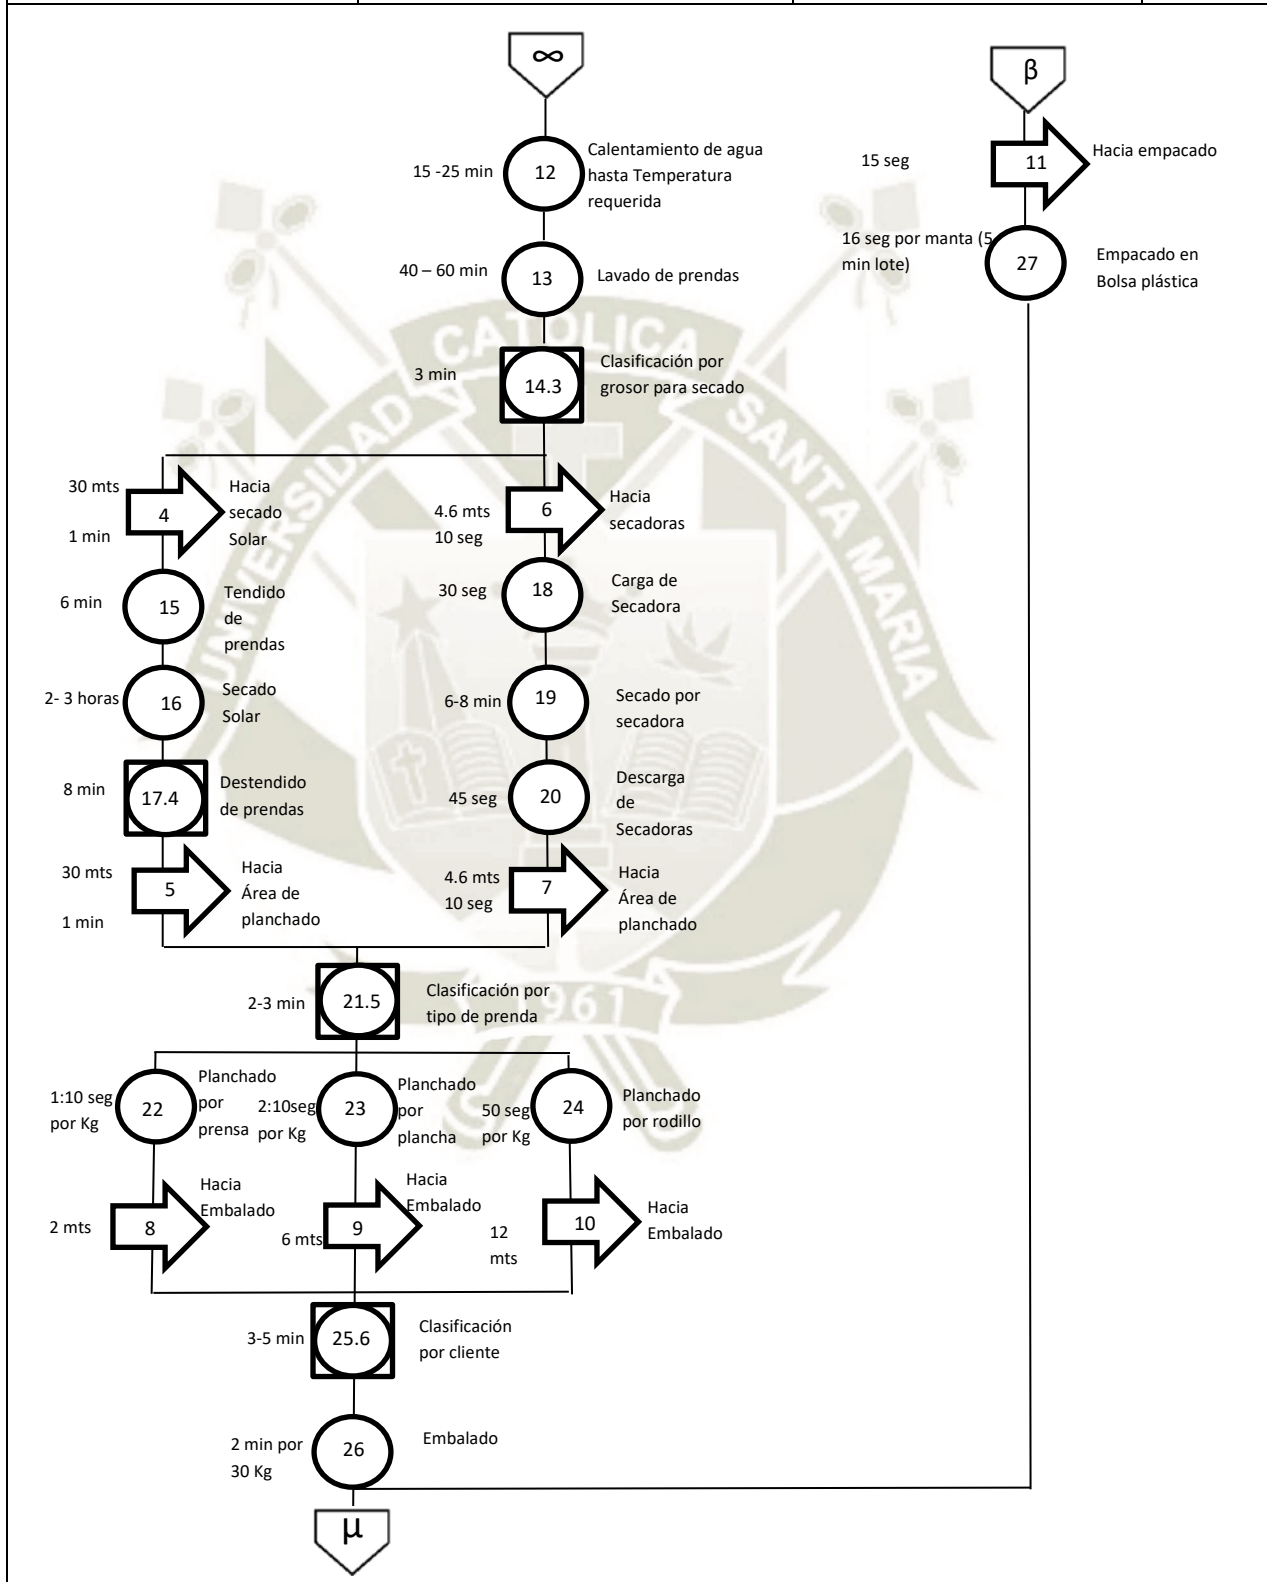 ∞
β
15 -25 min
12
Calentamiento de agua
hasta Temperatura
requerida
15 seg
11
Hacia empacado
40 – 60 min
13
Lavado de prendas
16 seg por manta (5
min lote)
27
Empacado en
Bolsa plástica
3 min
14.3
Clasificación por
grosor para secado
30 mts
1 min
4
Hacia
secado
Solar
4.6 mts
10 seg
6
Hacia
secadoras
6 min
15
Tendido
de
prendas
30 seg
18
Carga de
Secadora
2- 3 horas
16
Secado
Solar
6-8 min
19
Secado por
secadora
8 min
17.4
Destendido
de prendas
45 seg
20
Descarga
de
Secadoras
30 mts
1 min
5
Hacia
Área de
planchado
4.6 mts
10 seg
7
Hacia
Área de
planchado
2-3 min
21.5
Clasificación por
tipo de prenda
1:10 seg
por Kg
22
Planchado
por
prensa
2:10seg
por Kg
23
Planchado
por
plancha
50 seg
por Kg
24
Planchado
por rodillo
2 mts
8
Hacia
Embalado
6 mts
9
Hacia
Embalado
12
mts
10
Hacia
Embalado
3-5 min
25.6
Clasificación
por cliente
2 min por
30 Kg
26
Embalado
μ
UNIVERSIDAD
CATOLICA
SANTA MARIA
1961